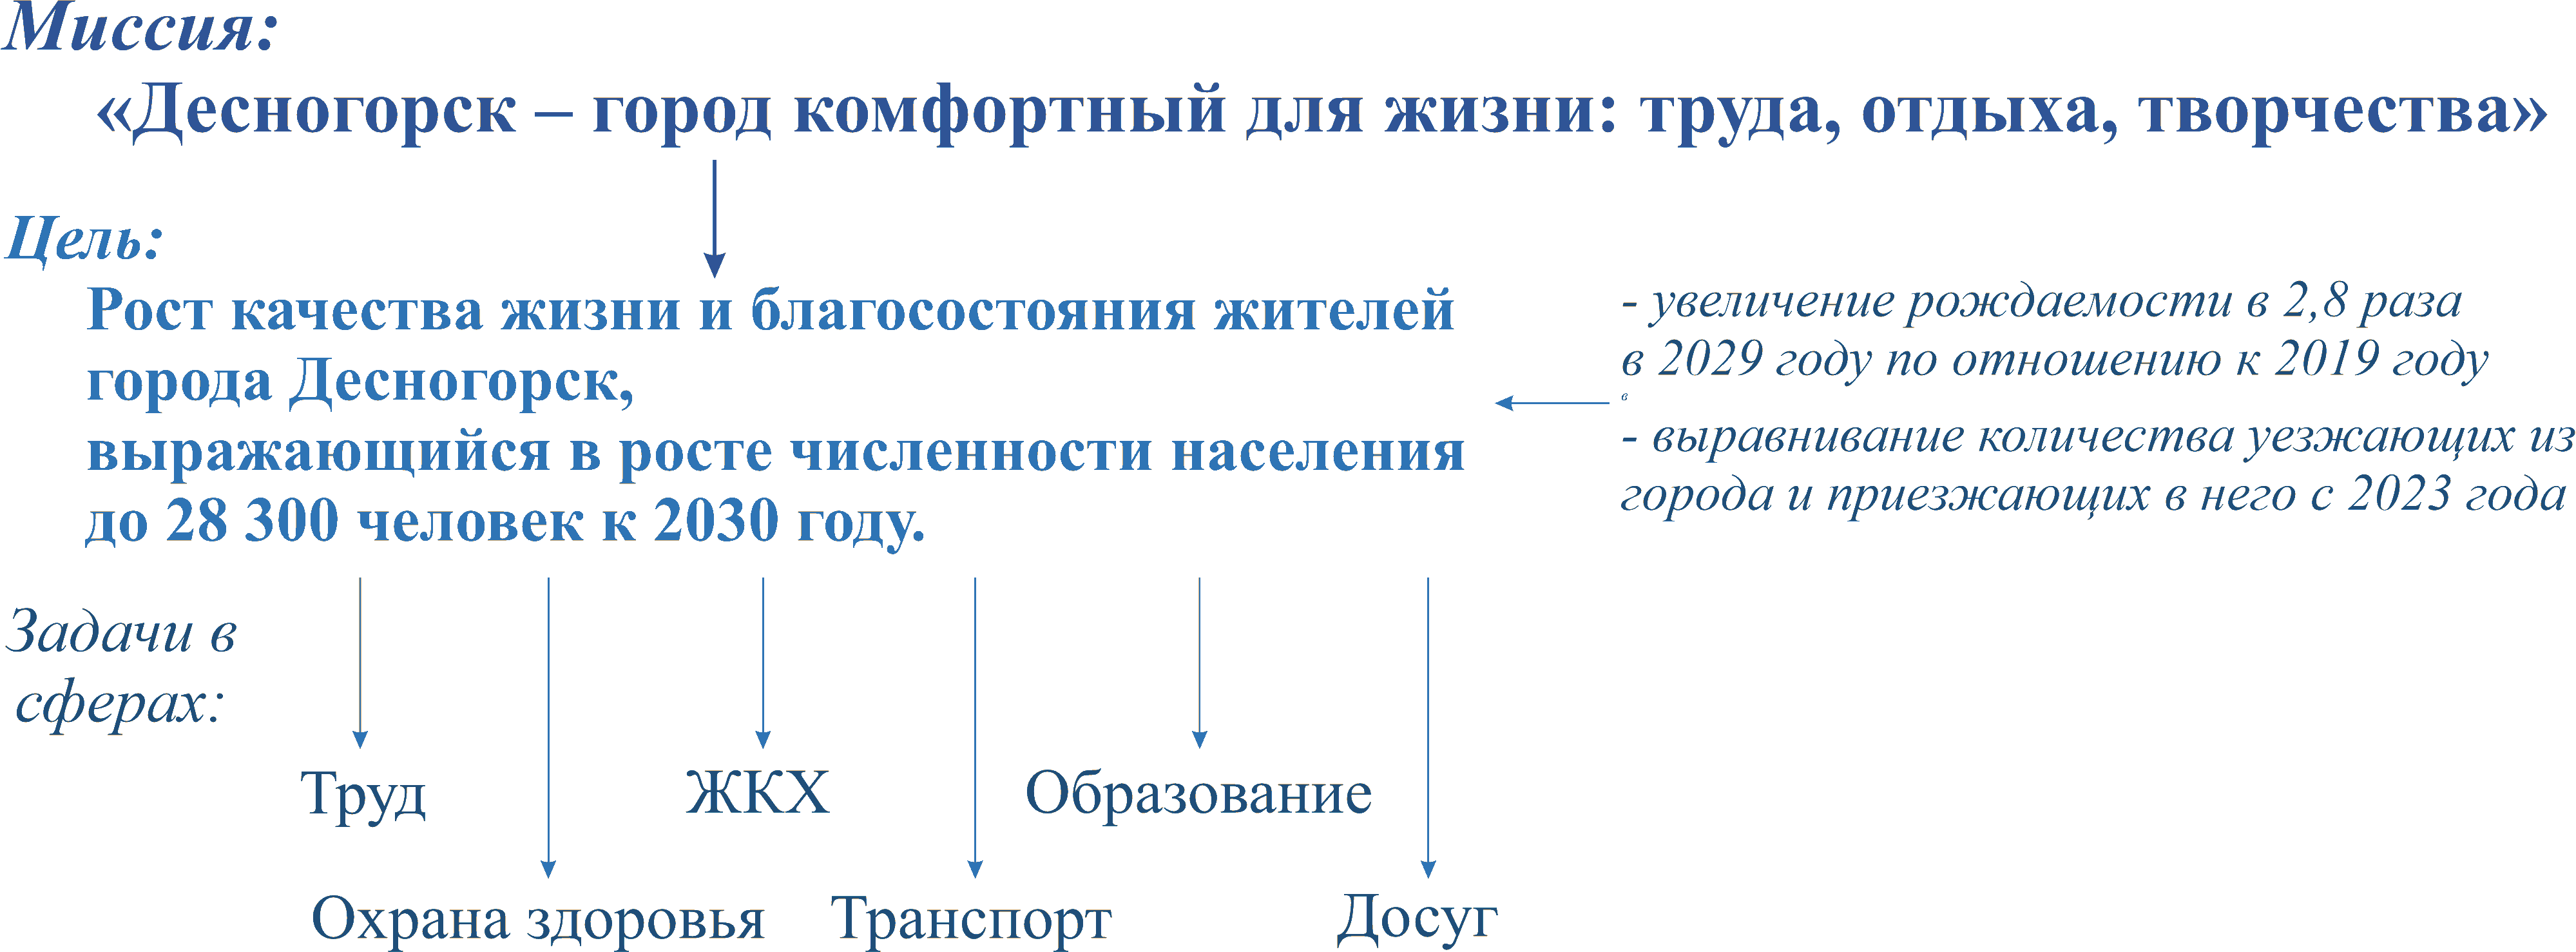 Миссия:
«Десногорск – город комфортный для жизни: труда, отдыха, творчества»
Цель:
Рост качества жизни и благосостояния жителей
города Десногорск,
выражающийся в росте численности населения
до 28 300 человек к 2030 году.
- увеличение рождаемости в 2,8 раза
в 2029 году по отношению к 2019 году
в
- выравнивание количества уезжающих из
города и приезжающих в него с 2023 года
Задачи в
сферах:
Труд
ЖКХ
Образование
Охрана здоровья
Транспорт
Досуг